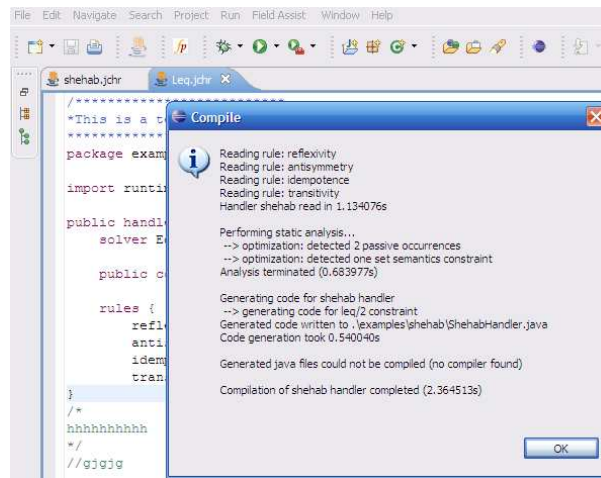 File Edit Navigate Search Project Run Field Assist Window Help
shehab.jchr Leq.jchr
/**************************
*This is a t
package exam
import runti
public handl
solver E
public c
rules {
refl
anti
idem
tran
}
/*
hhhhhhhhhh
*/
//gjgjg
Compile
Reading rule: reflexivity
Reading rule: antisymmetry
Reading rule: idempotence
Reading rule: transitivity
Handler shehab read in 1.134076s
Performing static analysis...
--> optimization: detected 2 passive occurrences
--> optimization: detected one set semantics constraint
Analysis terminated (0.683977s)
Generating code for shehab handler
--> generating code for leq/2 constraint
Generated code written to .\examples\shehab\ShehabHandler.java
Code generation took 0.540040s
Generated java files could not be compiled (no compiler found)
Compilation of shehab handler completed (2.364513s)
OK